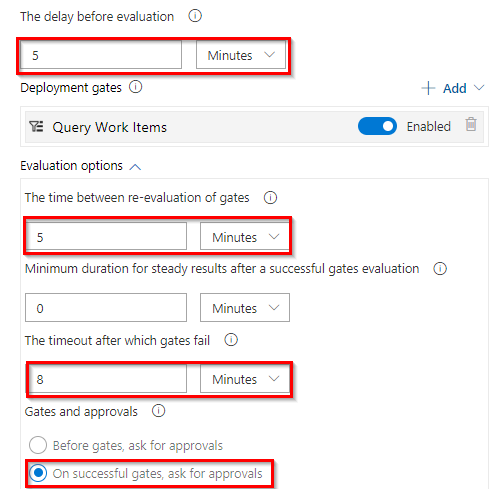 The delay before evaluation
5 Minutes
Deployment gates + Add
Query Work Items Enabled
Evaluation options
The time between re-evaluation of gates
5 Minutes
Minimum duration for steady results after a successful gates evaluation
0 Minutes
The timeout after which gates fail
8 Minutes
Gates and approvals
Before gates, ask for approvals
On successful gates, ask for approvals